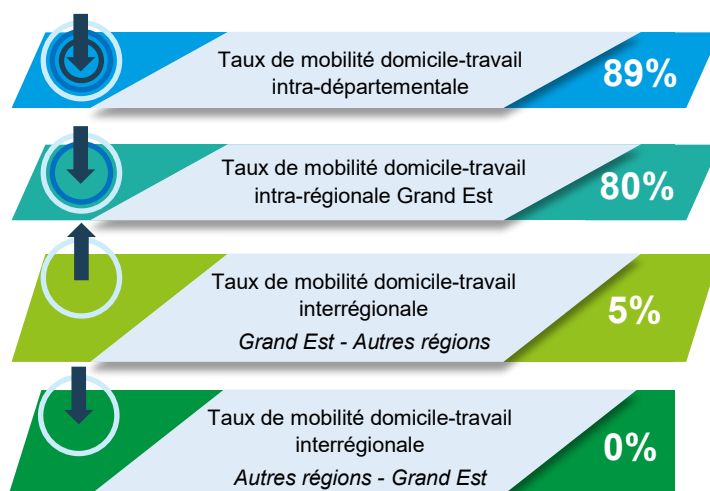 Taux de mobilité domicile-travail
intra-départementale
89%
Taux de mobilité domicile-travail
intra-régionale Grand Est
80%
Taux de mobilité domicile-travail
interrégionale
Grand Est - Autres régions
5%
Taux de mobilité domicile-travail
interrégionale
Autres régions - Grand Est
0%